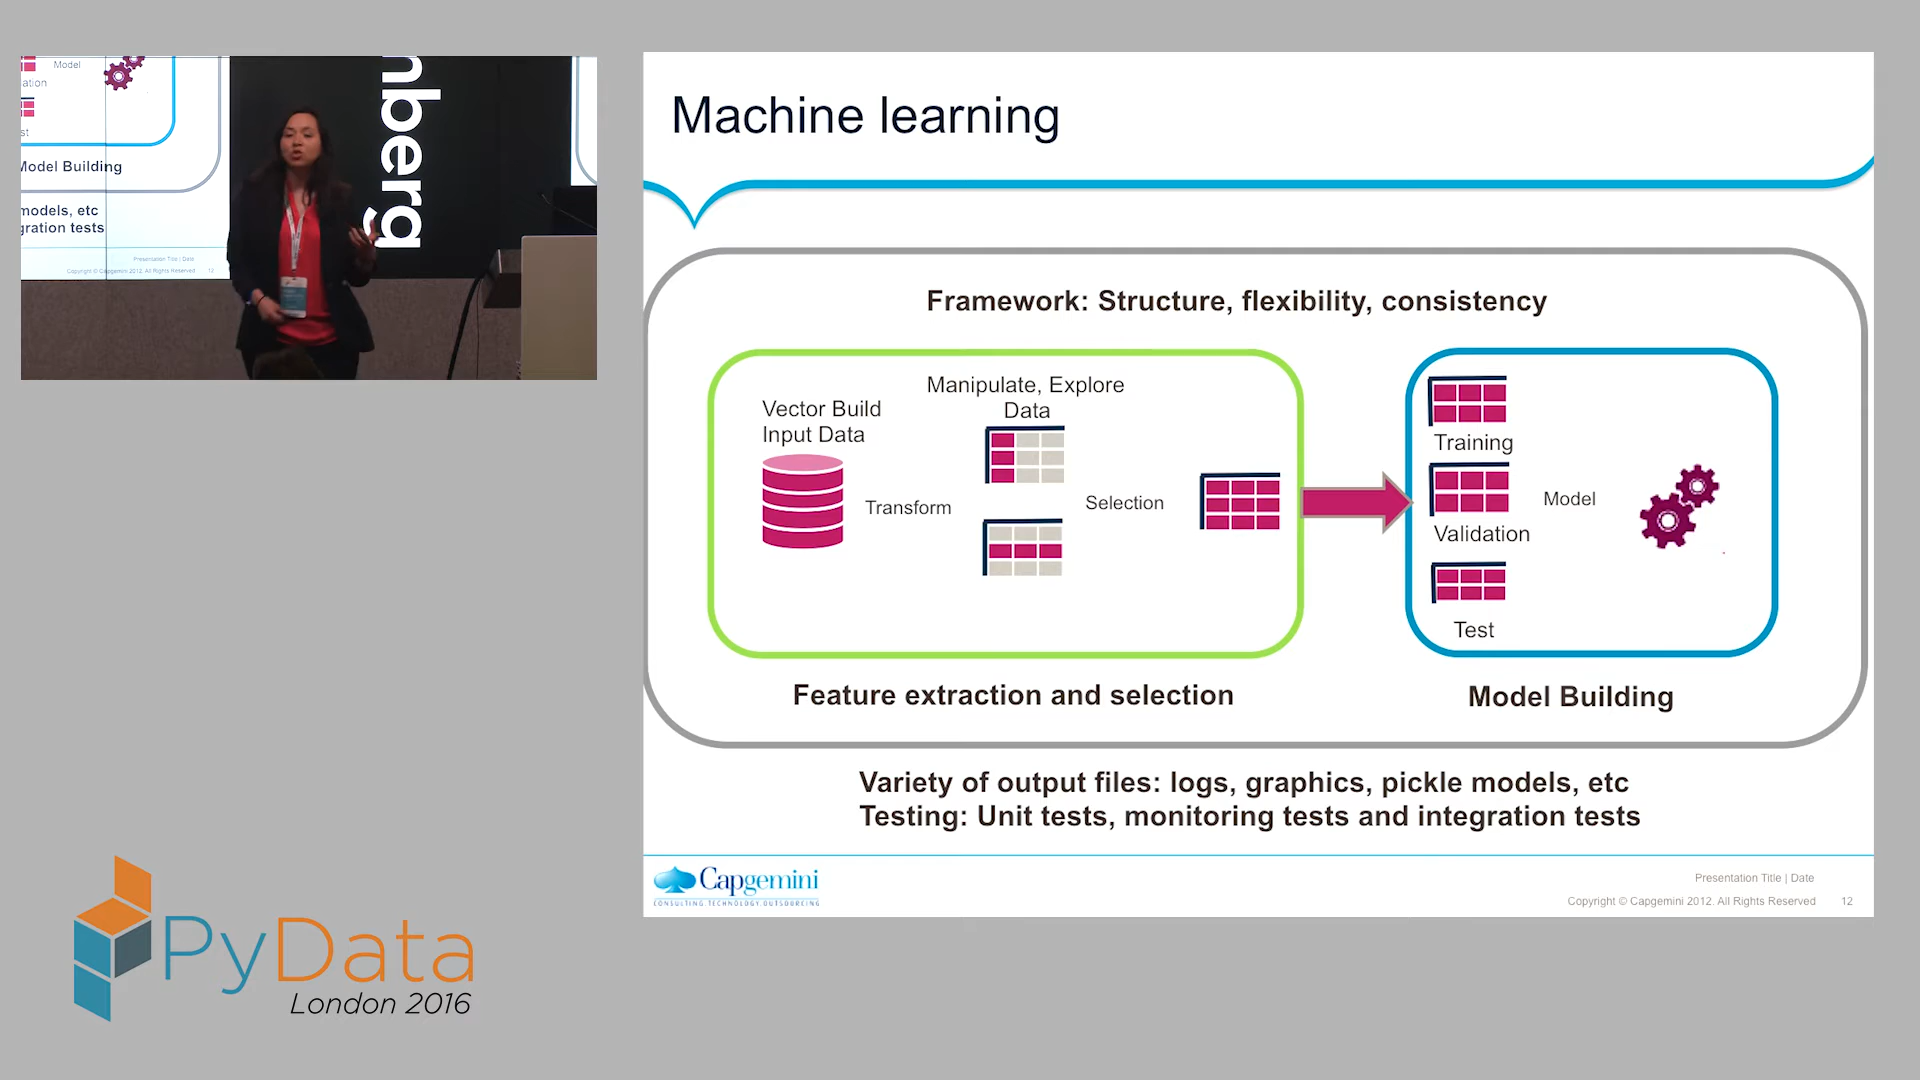 Model
ation
st
Model Building
models, etc
gration tests
Presentation Title | Date
Copyright © Capgemini 2012. All Rights Reserved 12
nberg
Machine learning
Framework: Structure, flexibility, consistency
Vector Build
Input Data
Transform
Manipulate, Explore
Data
Selection
Training
Validation
Test
Model
Feature extraction and selection
Model Building
Variety of output files: logs, graphics, pickle models, etc
Testing: Unit tests, monitoring tests and integration tests
Capgemini
CONSULTING.TECHNOLOGY.OUTSOURCING
Presentation Title | Date
Copyright © Capgemini 2012. All Rights Reserved 12
PyData
London 2016